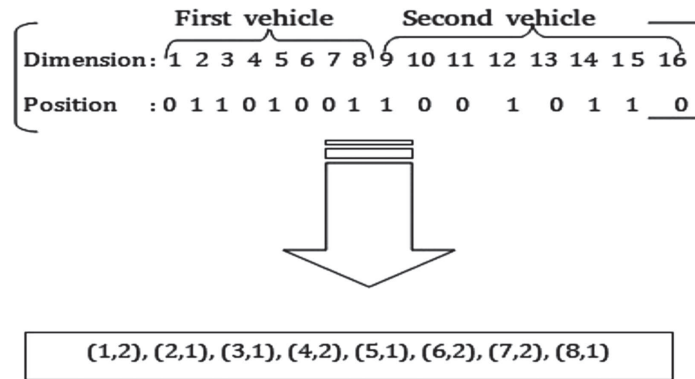 First vehicle Second vehicle
Dimension: 1 2 3 4 5 6 7 8 9 10 11 12 13 14 15 16
Position : 0 1 1 0 1 0 0 1 1 0 0 1 0 1 1 0
(1,2), (2,1), (3,1), (4,2), (5,1), (6,2), (7,2), (8,1)